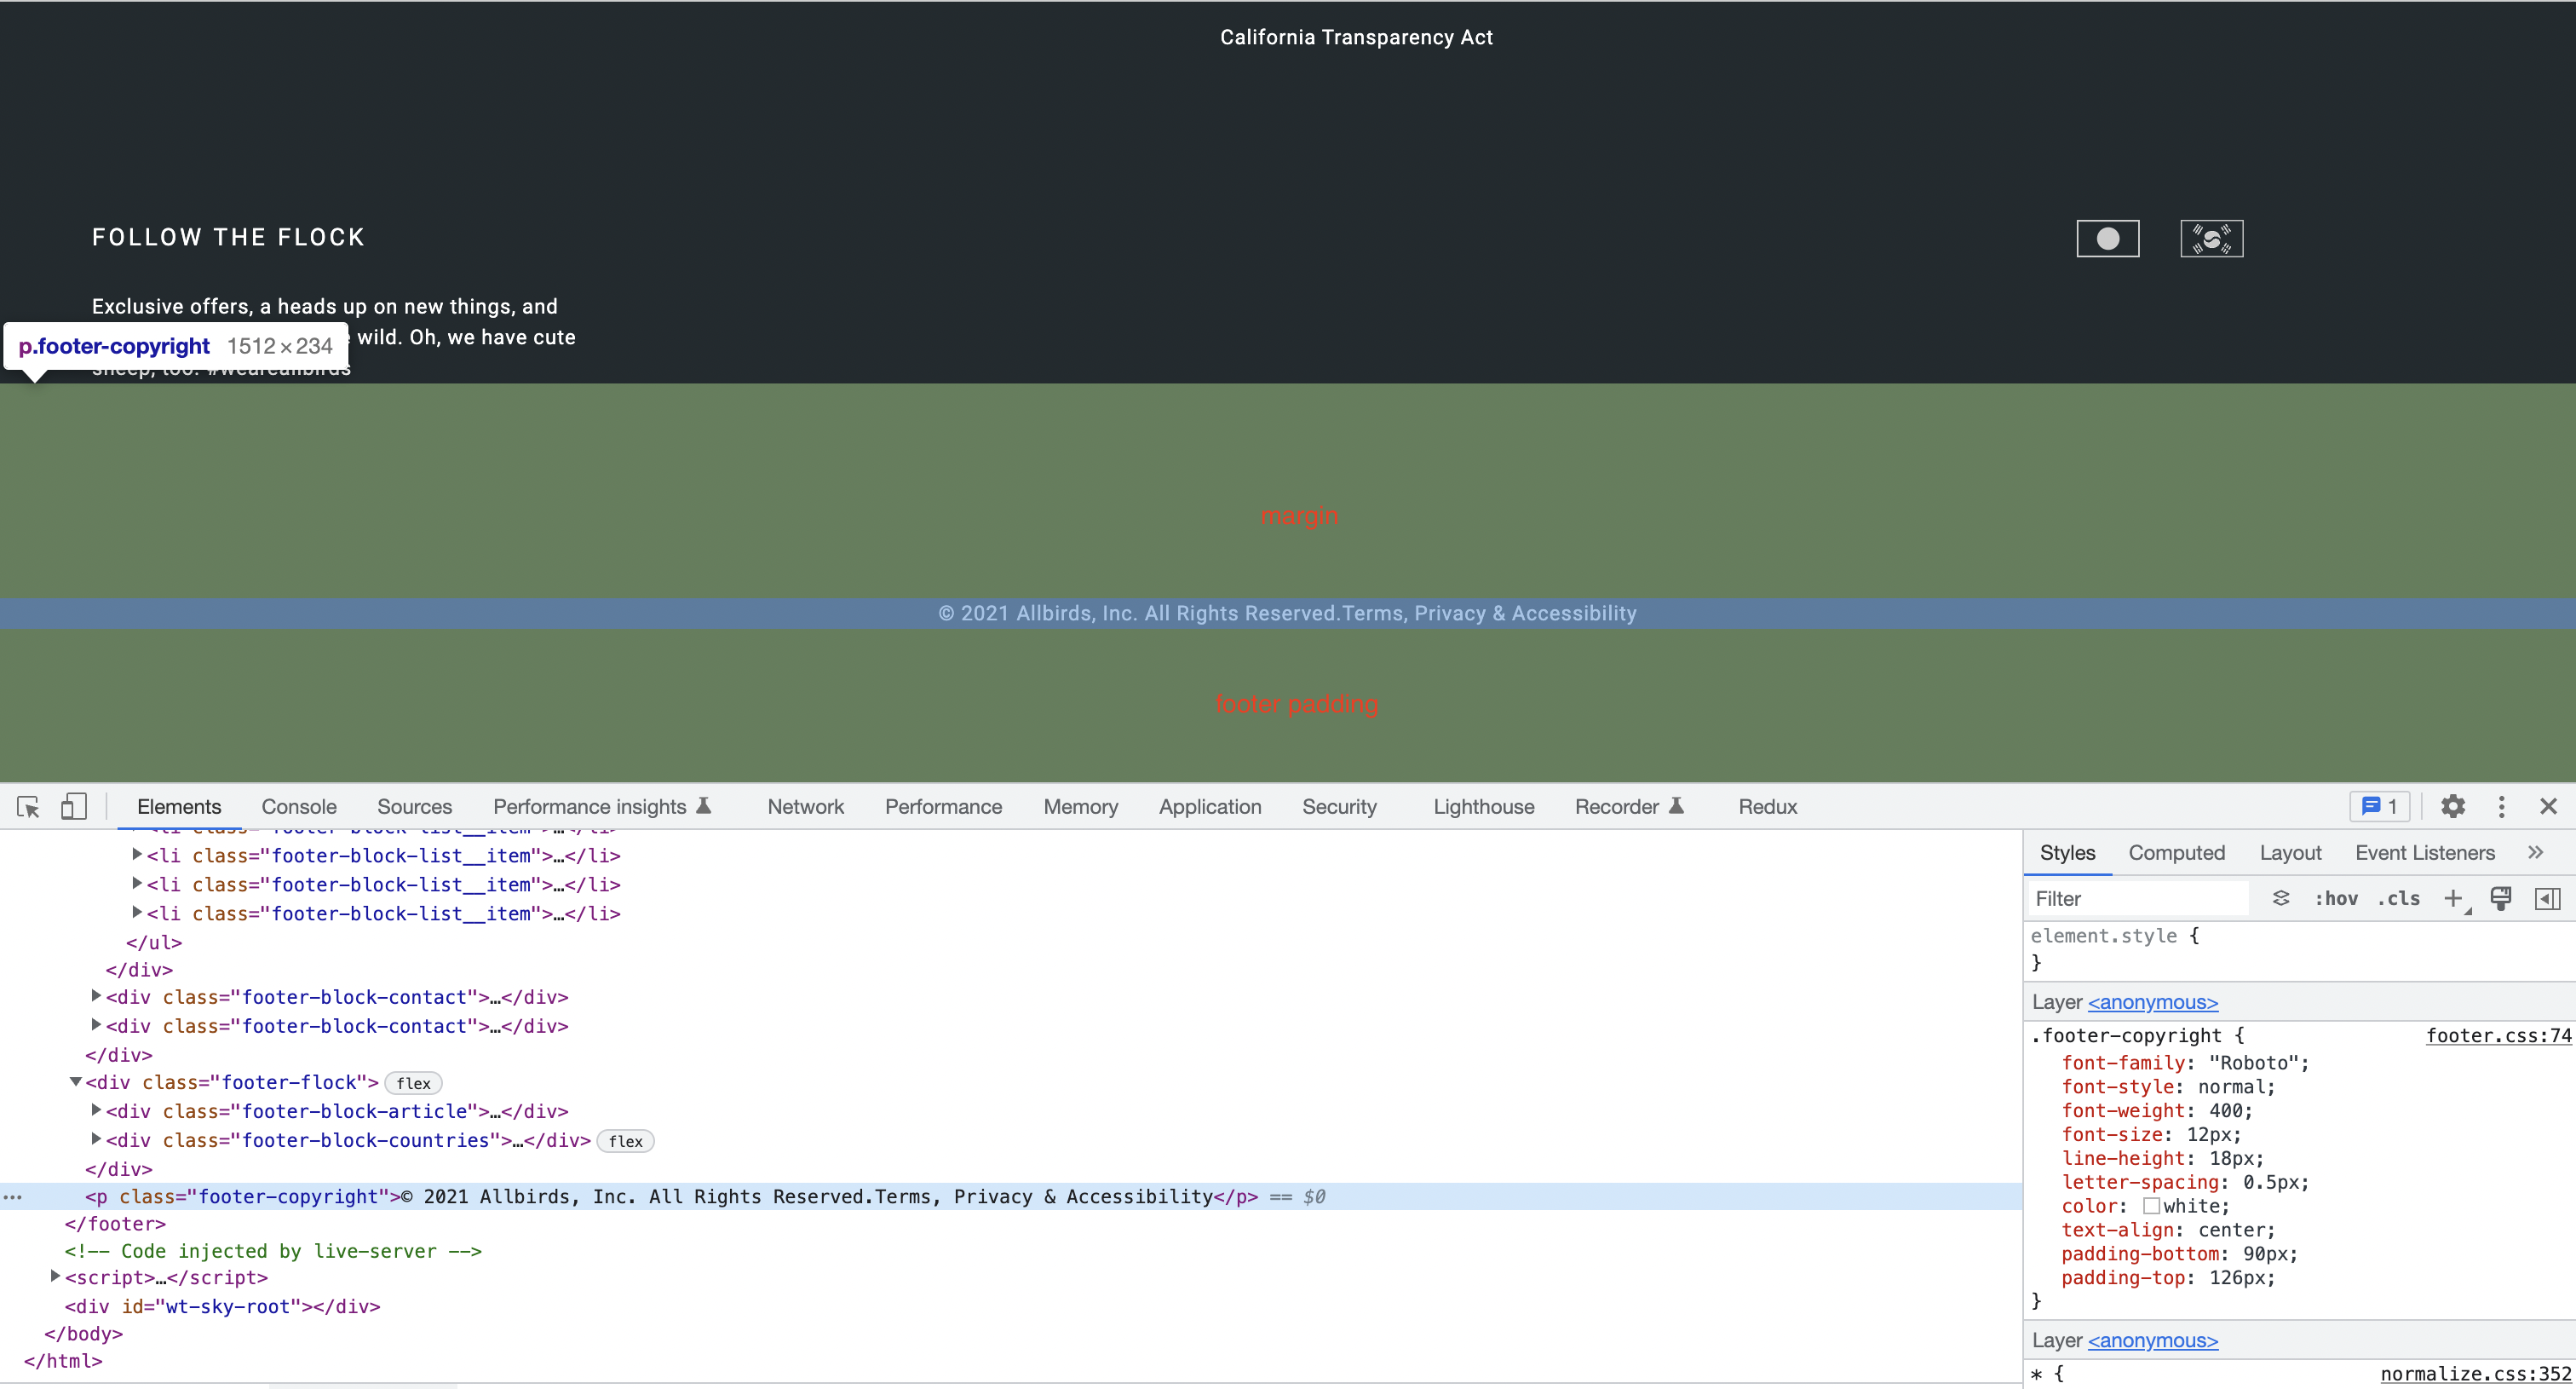 California Transparency Act
FOLLOW THE FLOCK
Exclusive offers, a heads up on new things, and
wild. Oh, we have cute
p.footer-copyright 1512×234
sheep, too. #weareallbirds
margin
© 2021 Allbirds, Inc. All Rights Reserved.Terms, Privacy & Accessibility
footer padding
Elements Console Sources Performance insights Network Performance Memory Application Security Lighthouse Recorder Redux 1
<li class="footer-block-list__item">…</li>
<li class="footer-block-list__item">…</li>
<li class="footer-block-list__item">…</li>
<li class="footer-block-list__item">…</li>
</ul>
</div>
<div class="footer-block-contact">…</div>
<div class="footer-block-contact">…</div>
</div>
<div class="footer-flock"> flex
<div class="footer-block-article">…</div>
<div class="footer-block-countries">…</div> flex
</div>
… <p class="footer-copyright">© 2021 Allbirds, Inc. All Rights Reserved.Terms, Privacy & Accessibility</p> == $0
</footer>
<!-- Code injected by live-server -->
<script>…</script>
<div id="wt-sky-root"></div>
</body>
</html>
Styles Computed Layout Event Listeners »
Filter :hov .cls +
element.style {
}
Layer <anonymous>
.footer-copyright { footer.css:74
font-family: "Roboto";
font-style: normal;
font-weight: 400;
font-size: 12px;
line-height: 18px;
letter-spacing: 0.5px;
color: white;
text-align: center;
padding-bottom: 90px;
padding-top: 126px;
}
Layer <anonymous>
* { normalize.css:352